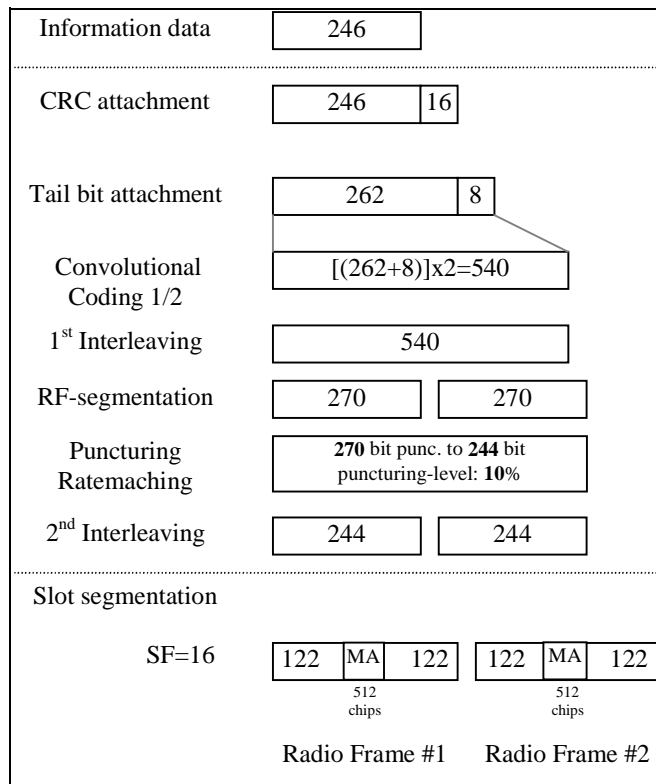 Information data
246
CRC attachment
246 16
Tail bit attachment
262 8
Convolutional
Coding 1/2
[(262+8)]x2=540
1st Interleaving
540
RF-segmentation
270 270
Puncturing
Ratemaching
270 bit punc. to 244 bit
puncturing-level: 10%
2nd Interleaving
244 244
Slot segmentation
SF=16
122 MA 122 122 MA 122
512
chips
512
chips
Radio Frame #1 Radio Frame #2